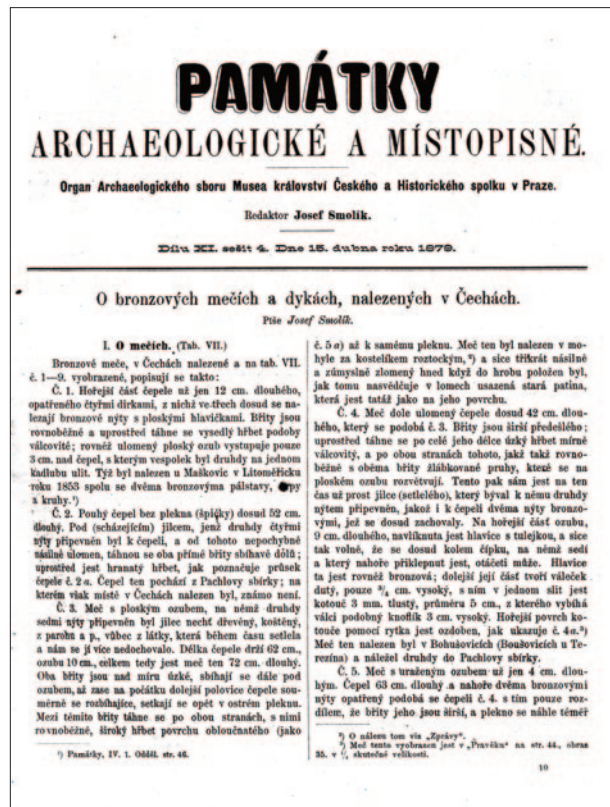 PAMÁTKY
ARCHAEOLOGICKÉ A MÍSTOPISNÉ.
Organ Archaeologického sboru Musea království Českého a Historického spolku v Praze.
Redaktor Josef Smolík.
Dílu XI. sešit 4. Dne 15. dubna roku 1879.
O bronzových mečích a dykách, nalezených v Čechách.
Píše Josef Smolík.
I. O mečích. (Tab. VII.)
Bronzové meče, v Čechách nalezené a na tab. VII.
č. 1—9. vyobrazené, popisují se takto:
Č. 1. Hořejší část čepele už jen 12 cm. dlouhého,
opatřeného čtyřmi dirkami, z nichž ve třech dosud se na-
lezají bronzové nýty s ploskými hlavičkami. Břity jsou
rovnoběžné a uprostřed táhne se vysedlý hřbet podoby
válcovité; rovněž ulomený ploský ozub vystupuje pouze
3 cm. nad čepel, s kterým vespolek byl druhdy na jednom
kadlubu ulit. Týž byl nalezen u Maškovic v Litoměřicku
roku 1853 spolu se dvěma bronzovýma pálstavy, srpy
a kruhy.¹)
Č. 2. Pouhý čepel bez plekna (špičky) dosud 52 cm.
dlouhý. Pod (scházejícím) jilcem, jenž druhdy čtyřmi
nýty připevněn byl k čepeli, a od tohoto nepochybně
násilně ulomen, táhnou se oba přímé břity sbíhavě dólů;
uprostřed jest hranatý hřbet, jak poznačuje průsek
čepele č. 2 a. Čepel ten pochází z Pachlovy sbírky; na
kterém však místě v Čechách nalezen byl, známo není.
Č. 3. Meč s ploským ozubem, na němž druhdy
sedmi nýty připevněn byl jilec nechť dřevěný, koštěný,
z parohu a p., vůbec z látky, která během času setlela
a nám se jí více nedochovalo. Délka čepele drží 62 cm.,
ozubu 10 cm., celkem tedy jest meč ten 72 cm. dlouhý.
Oba břity jsou nad míru úzké, sbíhají se dále pod
ozubem, až zase na počátku dolejší polovice čepele sou-
měrně se rozbíhajíce, setkají se opět v ostrém pleknu.
Mezi těmito břity táhne se po obou stranách, s nimi
rovnoběžně, široký hřbet povrchu obloučnatého (jako
¹) Památky, IV. 1. Odděl. str. 46.
č. 5 a) až k samému pleknu. Meč ten byl nalezen v mo-
hyle za kostelíkem roztockým,²) a sice třikrát násilně
a zúmyslně zlomený hned když do hrobu položen byl,
jak tomu nasvědčuje v lomech usazená stará patina,
která jest tatáž jako na jeho povrchu.
Č. 4. Meč dole ulomený čepele dosud 42 cm. dlou-
hého, který se podobá č. 3. Břity jsou širší předešlého;
uprostřed táhne se po celé jeho délce úzký hřbet mírně
válcovitý, a po obou stranách tohoto, jakž takž rovno-
běžně s oběma břity žlábkované pruhy, které se na
ploském ozubu rozvětvují. Tento pak sám jest na ten
čas už prost jilce (setlelého), který býval k němu druhdy
nýtem připevněn, jakož i k čepeli dvěma nýty bronzo-
vými, jež se dosud zachovaly. Na hořejší část ozubu,
9 cm. dlouhého, navlíknuta jest hlavice s tulejkou, a sice
tak volně, že se dosud kolem čípku, na němž sedí
a který nahoře přiklepnut jest, otáčeti může. Hlavice
ta jest rovněž bronzová; dolejší její část tvoří váleček
dutý, pouze ³/₄ cm. vysoký, s ním v jednom slit jest
kotouč 3 mm. tlustý, průměru 5 cm., z kterého vybíhá
válci podobný knoflík 3 cm. vysoký. Hořejší povrch ko-
touče pomocí rytka jest ozdoben, jak ukazuje č. 4 a.³)
Meč ten nalezen byl v Bohušovicích (Boušovicích u Te-
rezína) a náležel druhdy do Pachlovy sbírky.
Č. 5. Meč s uraženým ozubem už jen 4 cm. dlou-
hým. Čepel 63 cm. dlouhý a nahoře dvěma bronzovými
nýty opatřený podobá se čepeli č. 4. s tím pouze roz-
dílem, že břity jeho jsou širší, a plekno se náhle téměř
²) O nálezu tom viz „Zprávy".
³) Meč tento vyobrazen jest v „Pravěku" na str. 44., obraz
35. v skutečné velikosti.
10